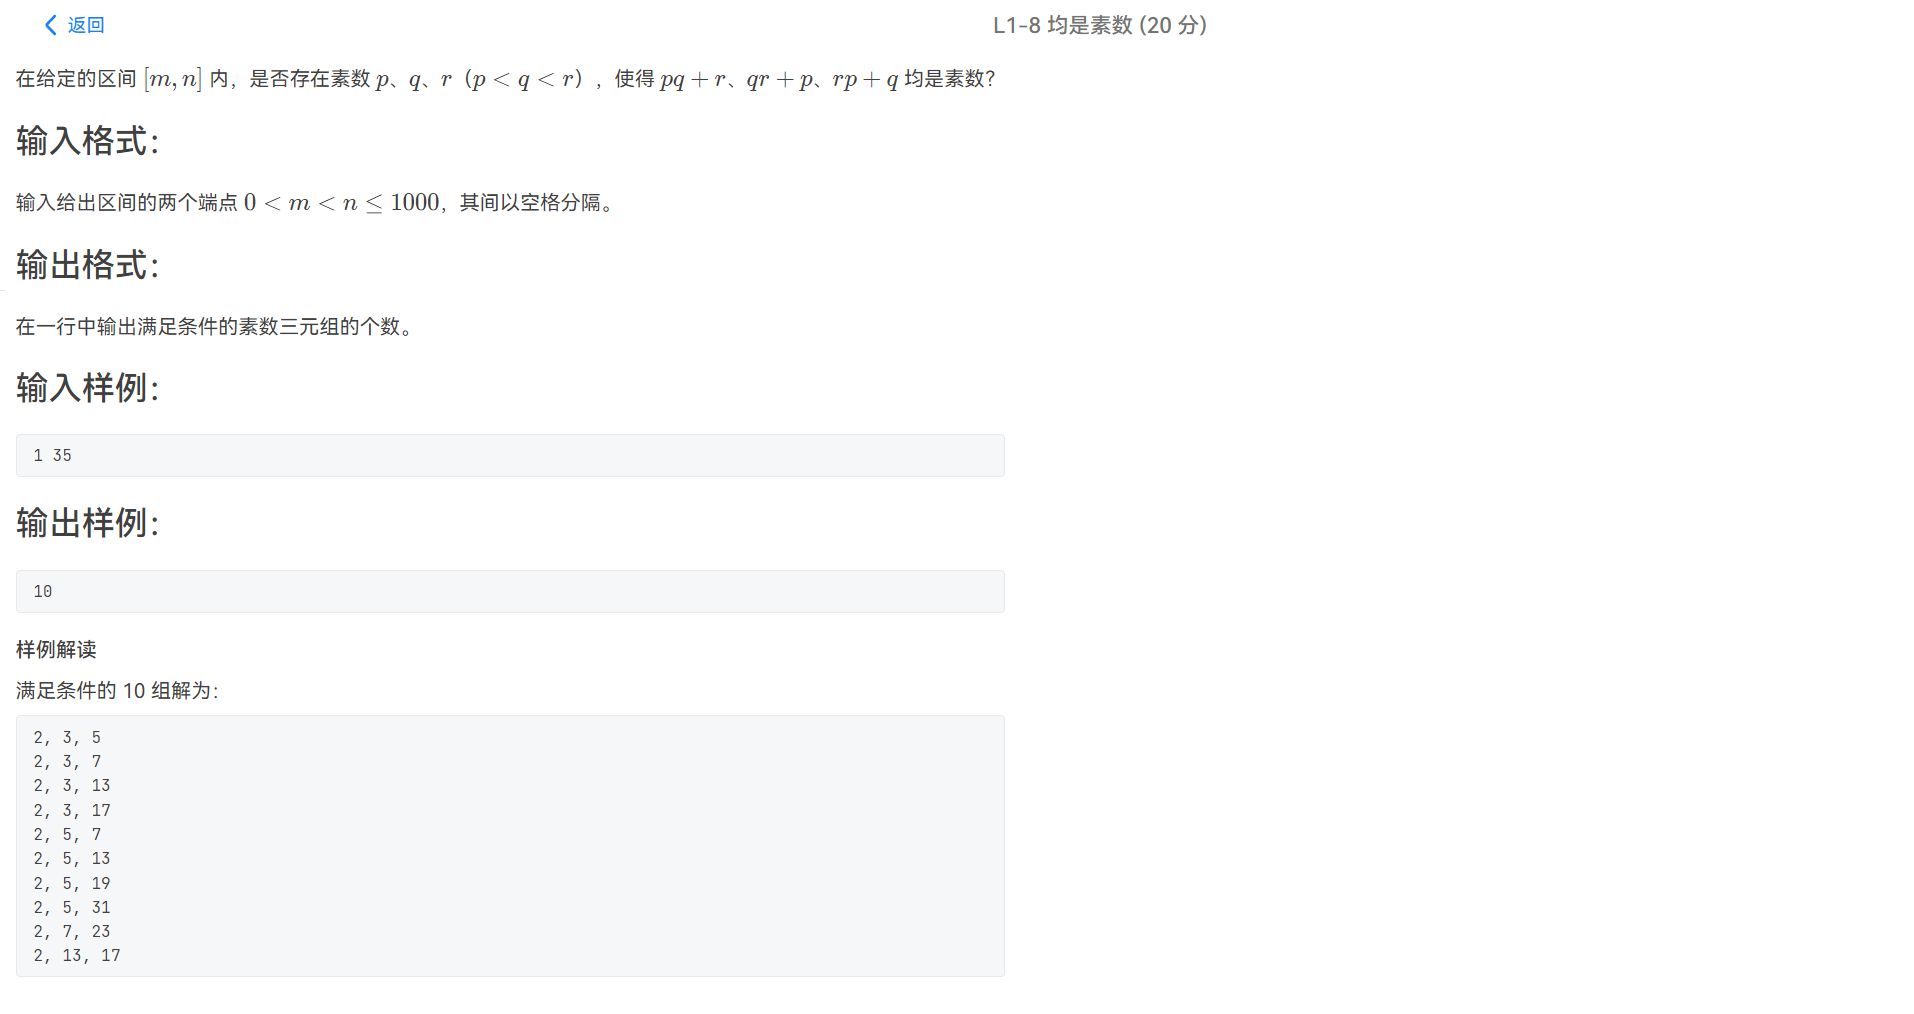 返回
L1-8 均是素数 (20 分)
在给定的区间 [m, n] 内，是否存在素数 p、q、r（p < q < r），使得 pq + r、qr + p、rp + q 均是素数？
输入格式：
输入给出区间的两个端点 0 < m < n ≤ 1000，其间以空格分隔。
输出格式：
在一行中输出满足条件的素数三元组的个数。
输入样例：
1 35
输出样例：
10
样例解读
满足条件的 10 组解为：
2, 3, 5
2, 3, 7
2, 3, 13
2, 3, 17
2, 5, 7
2, 5, 13
2, 5, 19
2, 5, 31
2, 7, 23
2, 13, 17